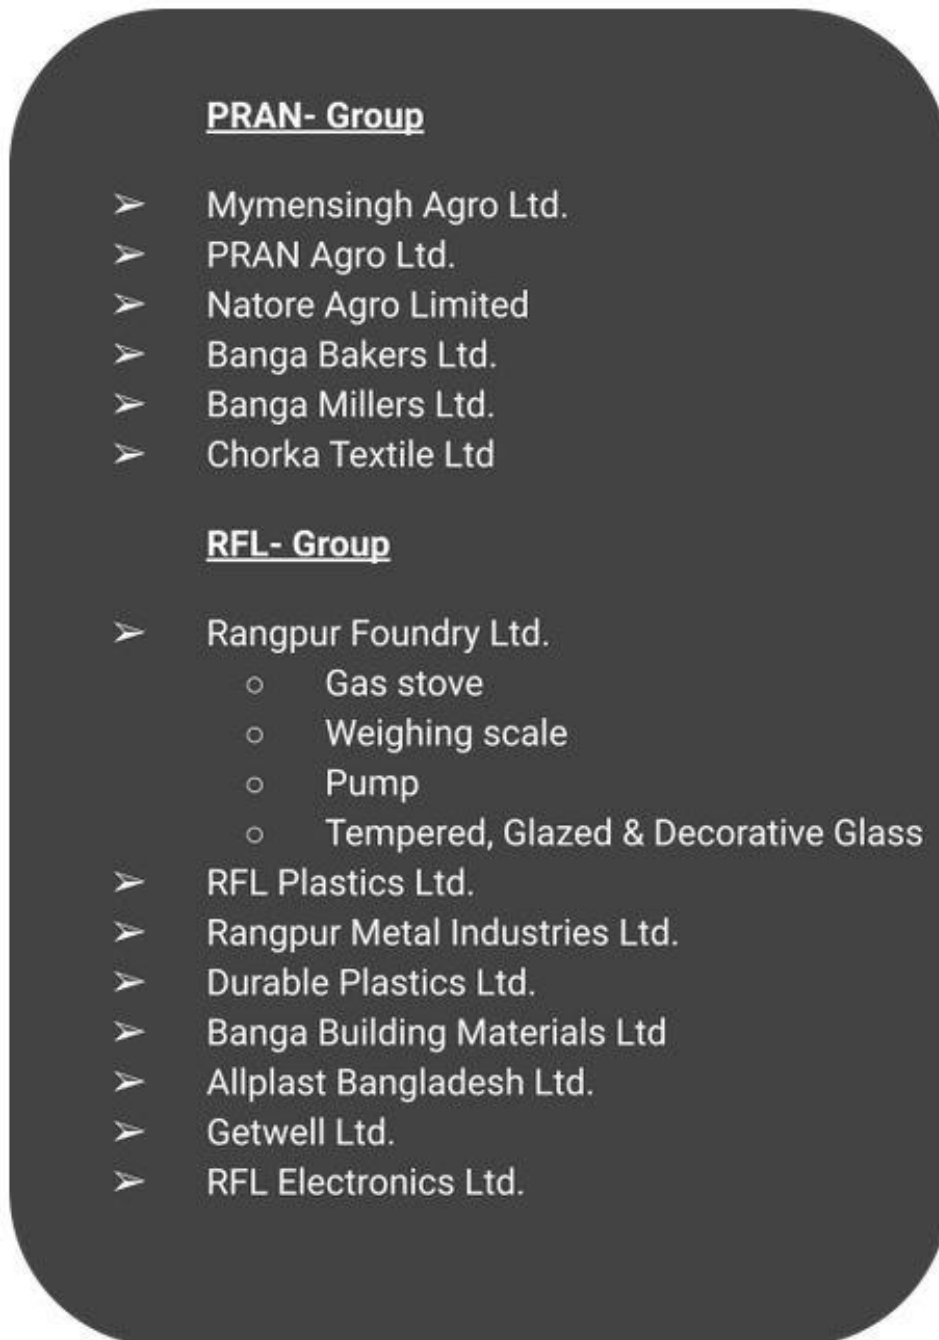 PRAN- Group
➢ Mymensingh Agro Ltd.
➢ PRAN Agro Ltd.
➢ Natore Agro Limited
➢ Banga Bakers Ltd.
➢ Banga Millers Ltd.
➢ Chorka Textile Ltd
RFL- Group
➢ Rangpur Foundry Ltd.
○ Gas stove
○ Weighing scale
○ Pump
○ Tempered, Glazed & Decorative Glass
➢ RFL Plastics Ltd.
➢ Rangpur Metal Industries Ltd.
➢ Durable Plastics Ltd.
➢ Banga Building Materials Ltd
➢ Allplast Bangladesh Ltd.
➢ Getwell Ltd.
➢ RFL Electronics Ltd.